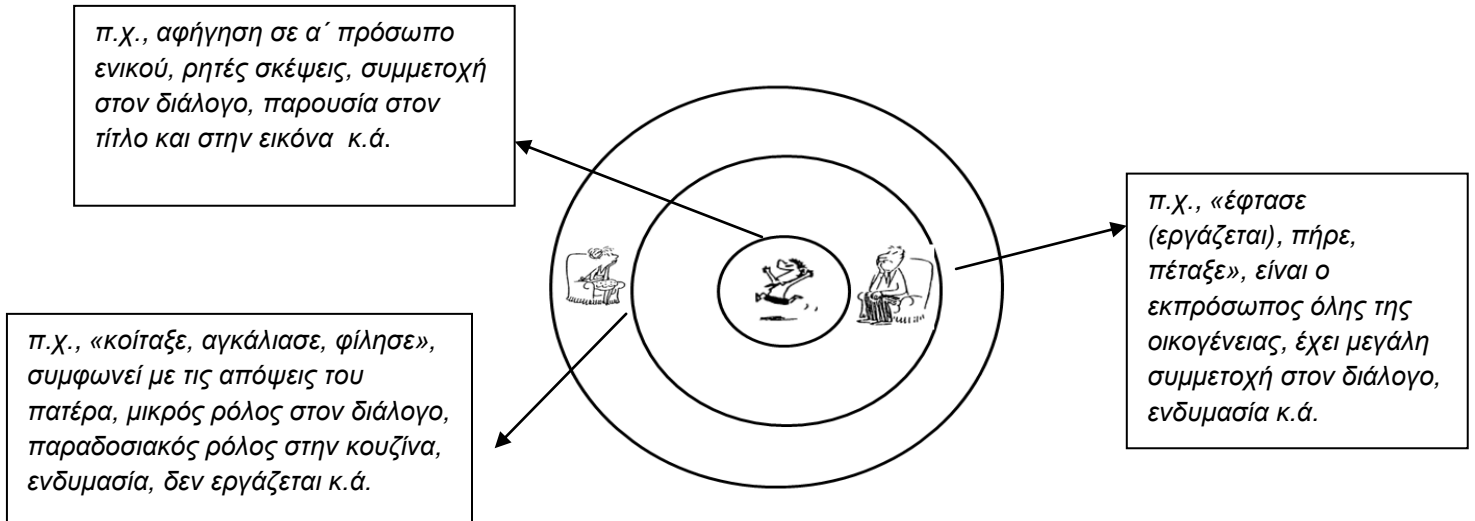 π.χ., αφήγηση σε α΄ πρόσωπο
ενικού, ρητές σκέψεις, συμμετοχή
στον διάλογο, παρουσία στον
τίτλο και στην εικόνα  κ.ά.
π.χ., «έφτασε
(εργάζεται), πήρε,
πέταξε», είναι ο
εκπρόσωπος όλης της
οικογένειας, έχει μεγάλη
συμμετοχή στον διάλογο,
ενδυμασία κ.ά.
π.χ., «κοίταξε, αγκάλιασε, φίλησε»,
συμφωνεί με τις απόψεις του
πατέρα, μικρός ρόλος στον διάλογο,
παραδοσιακός ρόλος στην κουζίνα,
ενδυμασία, δεν εργάζεται κ.ά.